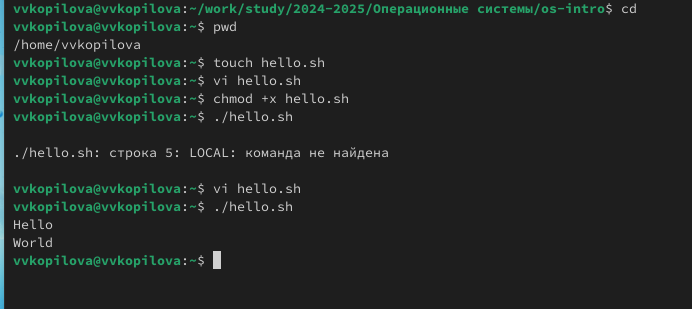 vvkopilova@vvkopilova:~/work/study/2024-2025/Операционные системы/os-intro$ cd
vvkopilova@vvkopilova:~$ pwd
/home/vvkopilova
vvkopilova@vvkopilova:~$ touch hello.sh
vvkopilova@vvkopilova:~$ vi hello.sh
vvkopilova@vvkopilova:~$ chmod +x hello.sh
vvkopilova@vvkopilova:~$ ./hello.sh
./hello.sh: строка 5: LOCAL: команда не найдена
vvkopilova@vvkopilova:~$ vi hello.sh
vvkopilova@vvkopilova:~$ ./hello.sh
Hello
World
vvkopilova@vvkopilova:~$